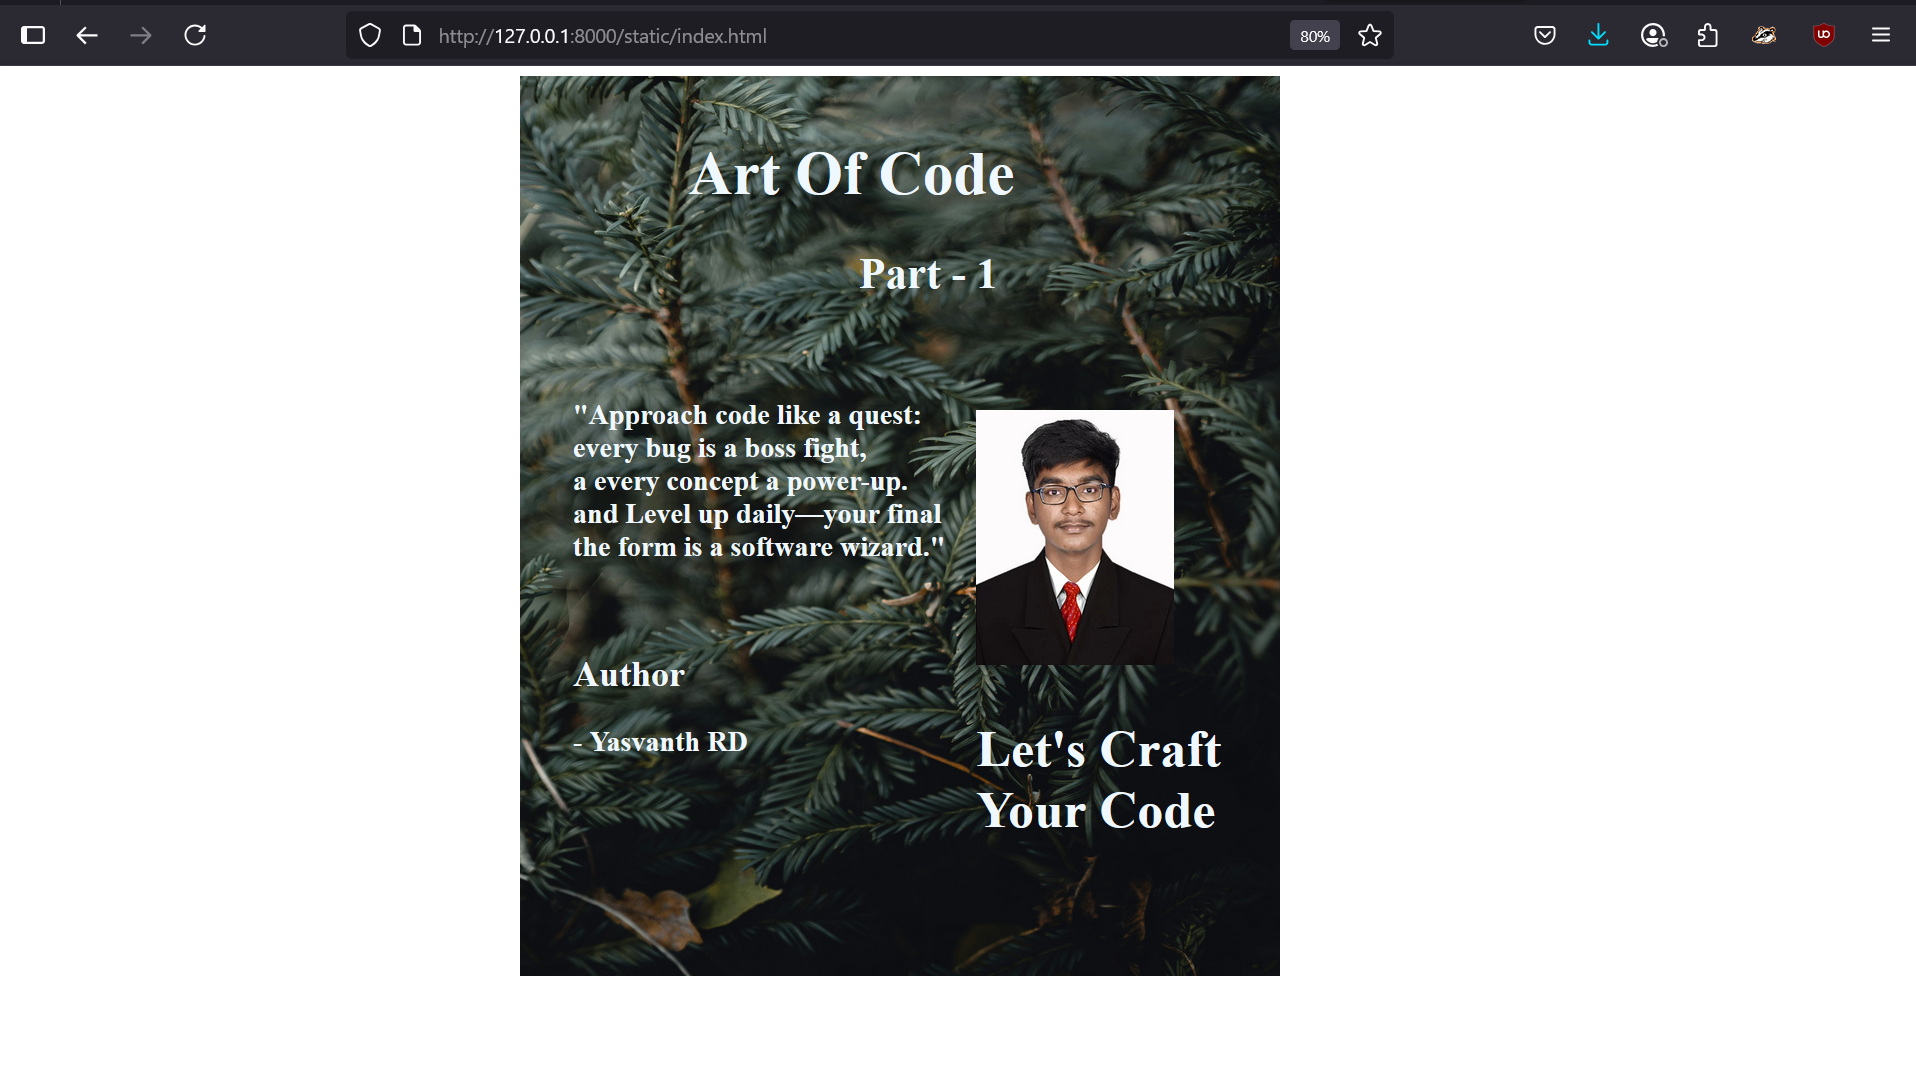 http://127.0.0.1:8000/static/index.html
80%
Art Of Code
Part - 1
"Approach code like a quest:
every bug is a boss fight,
a every concept a power-up.
and Level up daily—your final
the form is a software wizard."
Author
- Yasvanth RD
Let's Craft
Your Code